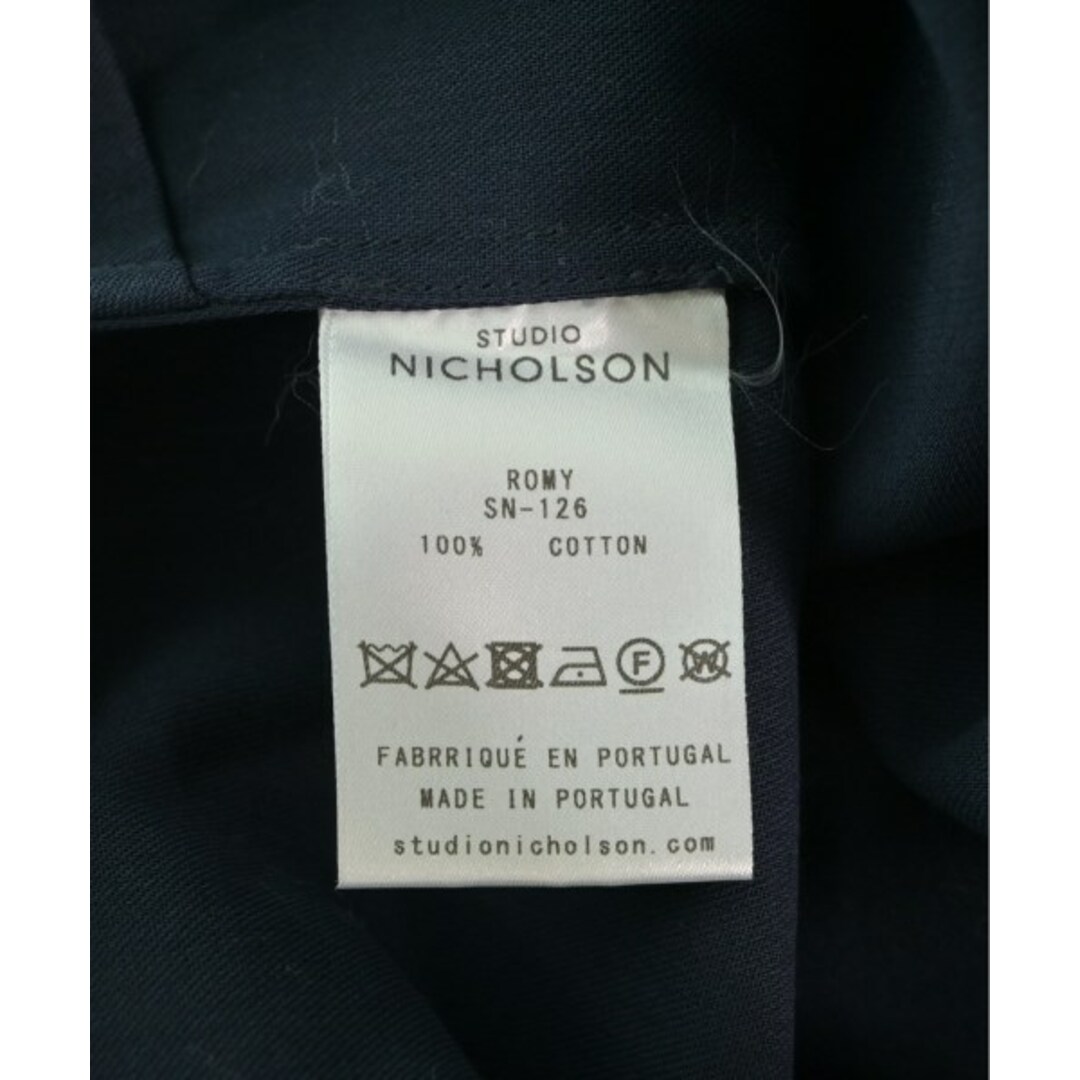 STUDIO
NICHOLSON
ROMY
SN-126
100% COTTON
F W
FABRRIQUÉ EN PORTUGAL
MADE IN PORTUGAL
studionicholson.com